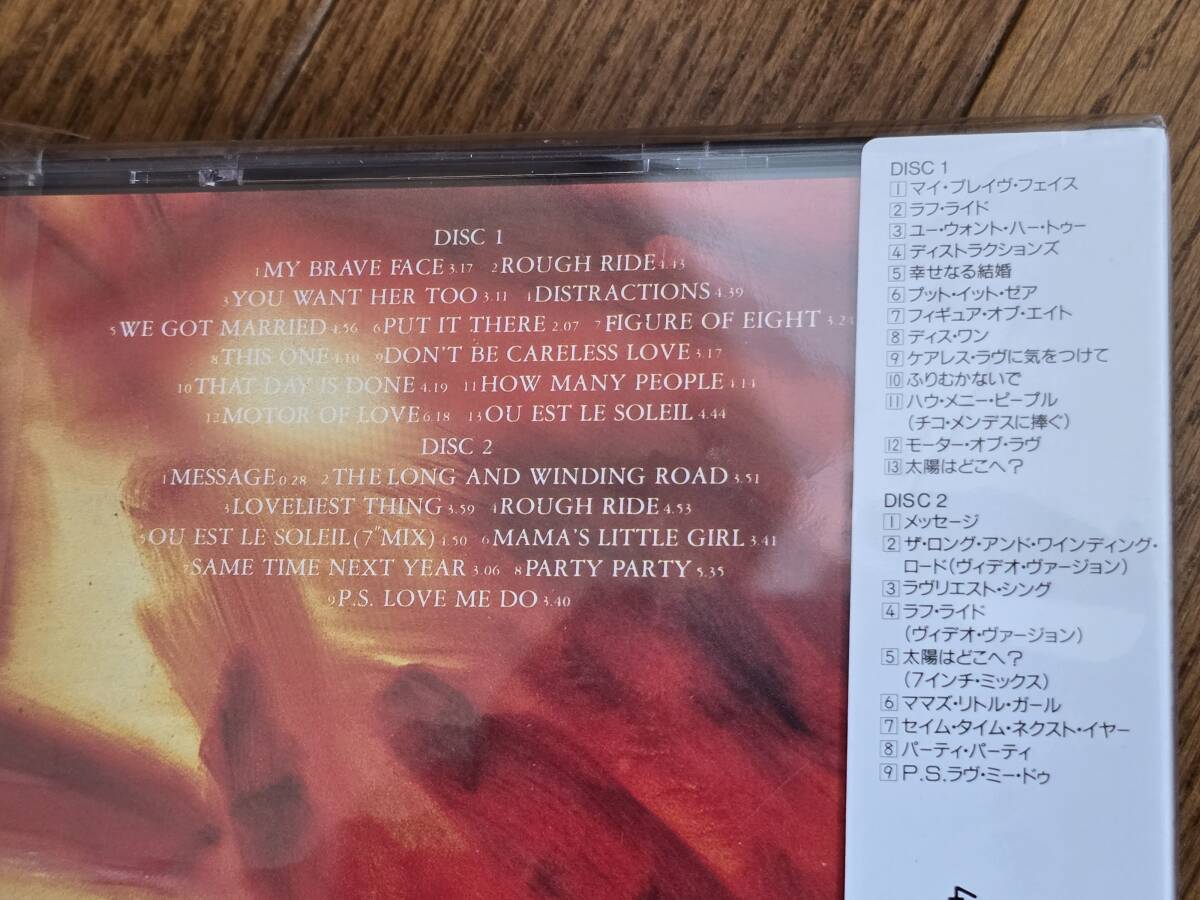 DISC 1
1 MY BRAVE FACE 3.17 2 ROUGH RIDE 4.43
3 YOU WANT HER TOO 3.11 4 DISTRACTIONS 4.39
5 WE GOT MARRIED 4.56 6 PUT IT THERE 2.07 7 FIGURE OF EIGHT 3.24
8 THIS ONE 4.10 9 DON'T BE CARELESS LOVE 3.17
10 THAT DAY IS DONE 4.19 11 HOW MANY PEOPLE 4.14
12 MOTOR OF LOVE 6.18 13 OU EST LE SOLEIL 4.44
DISC 2
1 MESSAGE 0.28 2 THE LONG AND WINDING ROAD 3.51
3 LOVELIEST THING 3.59 4 ROUGH RIDE 4.53
5 OU EST LE SOLEIL (7" MIX) 4.50 6 MAMA'S LITTLE GIRL 3.41
7 SAME TIME NEXT YEAR 3.06 8 PARTY PARTY 5.35
9 P.S. LOVE ME DO 3.40
DISC 1
1 マイ・ブレイヴ・フェイス
2 ラフ・ライド
3 ユー・ウォント・ハー・トゥー
4 ディストラクションズ
5 幸せなる結婚
6 プット・イット・ゼア
7 フィギュア・オブ・エイト
8 ディス・ワン
9 ケアレス・ラヴに気をつけて
10 ふりむかないで
11 ハウ・メニー・ピープル
(チコ・メンデスに捧ぐ)
12 モーター・オブ・ラヴ
13 太陽はどこへ?
DISC 2
1 メッセージ
2 ザ・ロング・アンド・ワインディング・
ロード(ヴィデオ・ヴァージョン)
3 ラヴリエスト・シング
4 ラフ・ライド
(ヴィデオ・ヴァージョン)
5 太陽はどこへ?
(7インチ・ミックス)
6 ママズ・リトル・ガール
7 セイム・タイム・ネクスト・イヤー
8 パーティ・パーティ
9 P.S.ラヴ・ミー・ドゥ